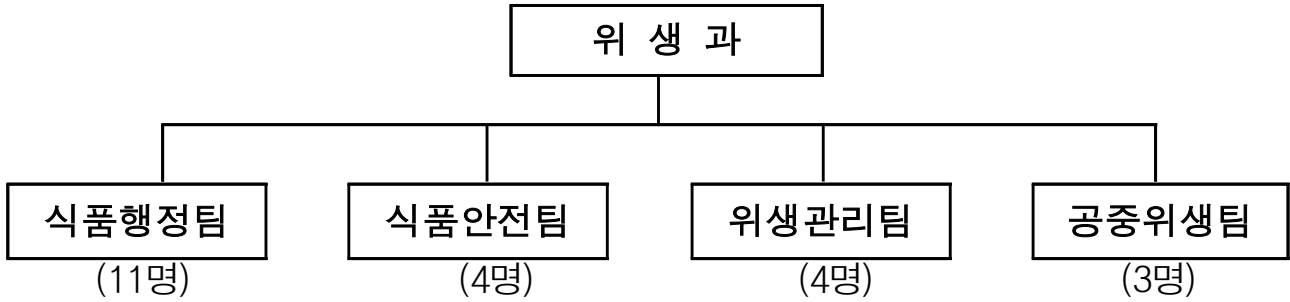 위 생 과
식품행정팀 식품안전팀 위생관리팀 공중위생팀
(11명) (4명) (4명) (3명)